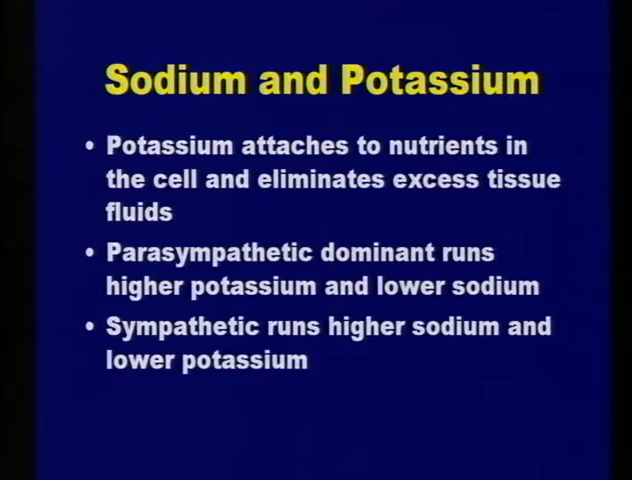 Sodium and Potassium
• Potassium attaches to nutrients in
the cell and eliminates excess tissue
fluids
• Parasympathetic dominant runs
higher potassium and lower sodium
• Sympathetic runs higher sodium and
lower potassium